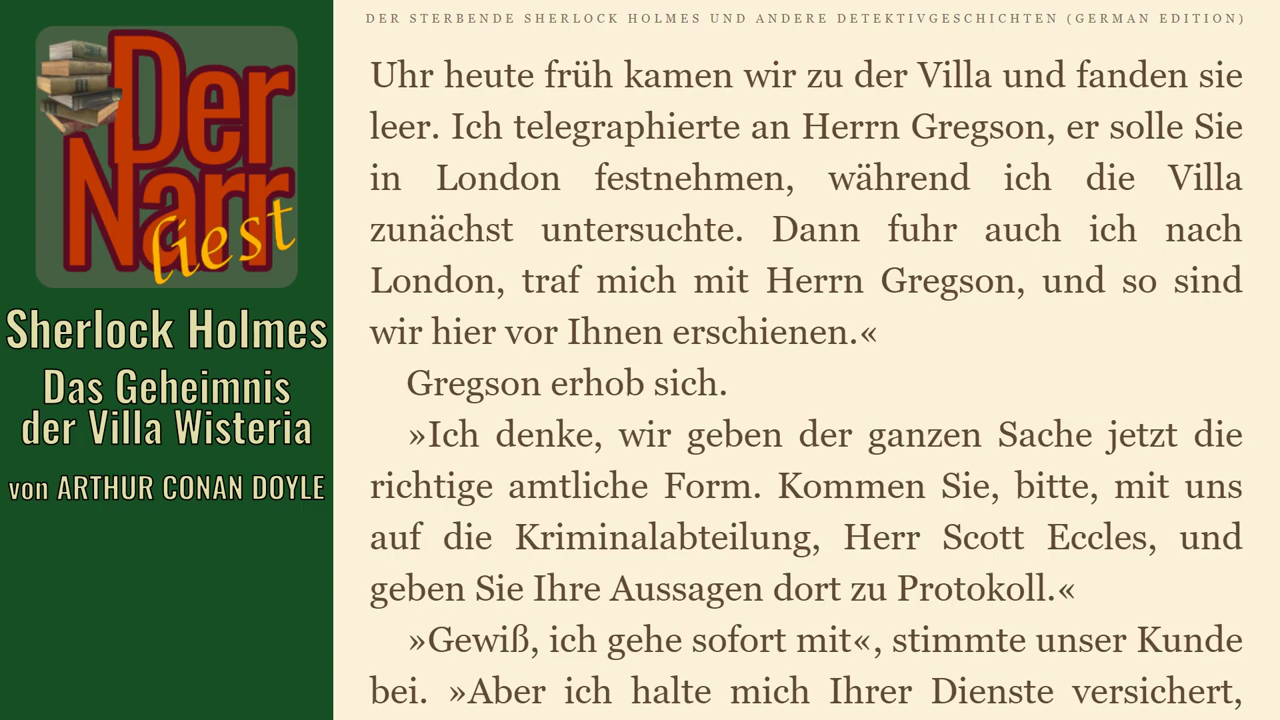 Der
Narr
liest
Sherlock Holmes
Das Geheimnis
der Villa Wisteria
von ARTHUR CONAN DOYLE
DER STERBENDE SHERLOCK HOLMES UND ANDERE DETEKTIVGESCHICHTEN (GERMAN EDITION)
Uhr heute früh kamen wir zu der Villa und fanden sie
leer. Ich telegraphierte an Herrn Gregson, er solle Sie
in London festnehmen, während ich die Villa
zunächst untersuchte. Dann fuhr auch ich nach
London, traf mich mit Herrn Gregson, und so sind
wir hier vor Ihnen erschienen.«
Gregson erhob sich.
»Ich denke, wir geben der ganzen Sache jetzt die
richtige amtliche Form. Kommen Sie, bitte, mit uns
auf die Kriminalabteilung, Herr Scott Eccles, und
geben Sie Ihre Aussagen dort zu Protokoll.«
»Gewiß, ich gehe sofort mit«, stimmte unser Kunde
bei. »Aber ich halte mich Ihrer Dienste versichert,